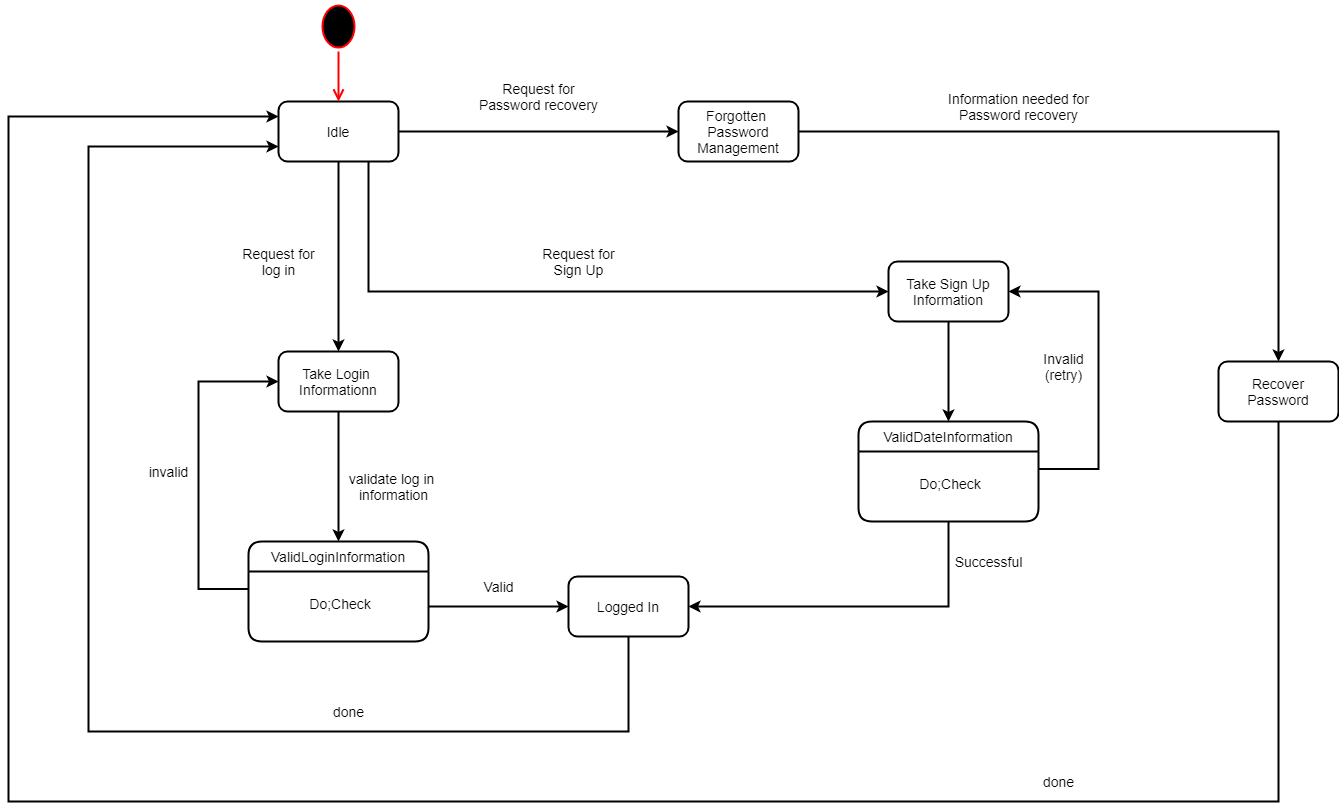 Request for
Password recovery
Information needed for
Password recovery
Idle
Forgotten
Password
Management
Request for
log in
Request for
Sign Up
Take Sign Up
Information
Invalid
(retry)
Take Login
Informationn
Recover
Password
ValidDateInformation
Do;Check
invalid
validate log in
information
ValidLoginInformation
Do;Check
Valid
Logged In
Successful
done
done